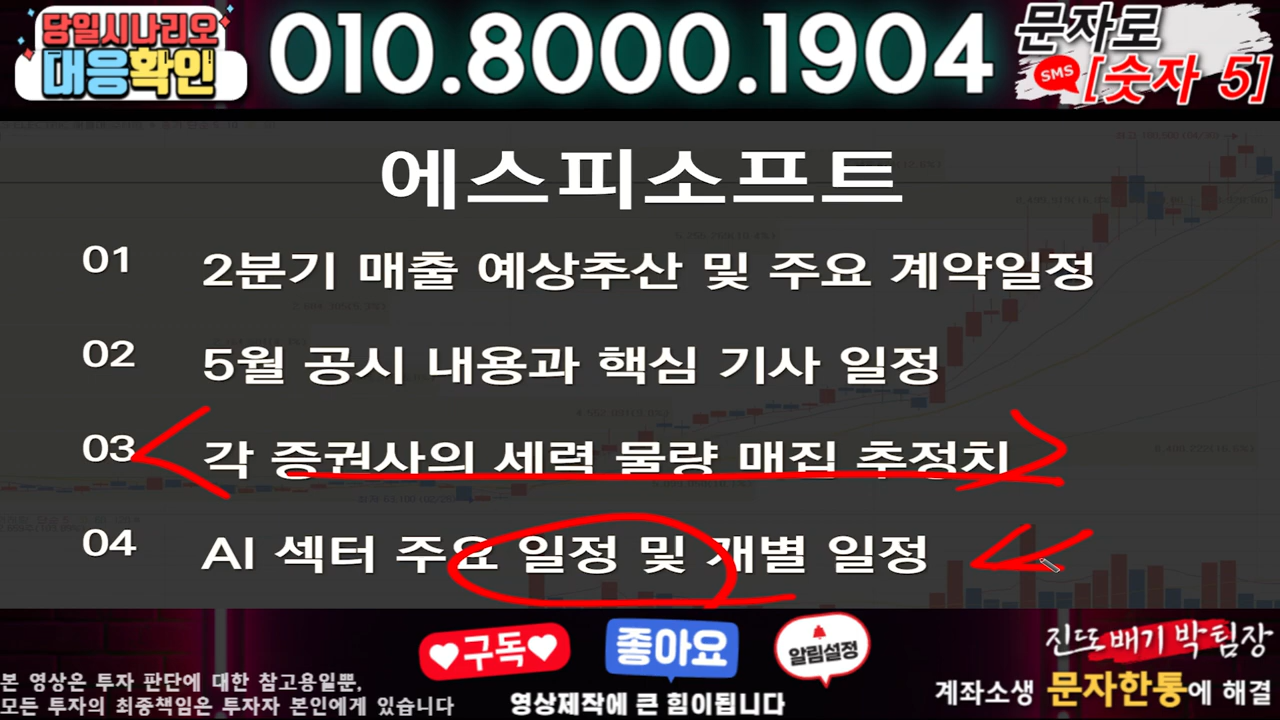 당일시나리오
대응확인
010.8000.1904
문자로
SMS
[숫자 5]
에스피소프트
01 2분기 매출 예상추산 및 주요 계약일정
02 5월 공시 내용과 핵심 기사 일정
03 각 증권사의 세력 물량 매집 추정치
04 AI 섹터 주요 일정 및 개별 일정
본 영상은 투자 판단에 대한 참고용일뿐,
모든 투자의 최종책임은 투자자 본인에게 있습니다
구독
좋아요
알림설정
영상제작에 큰 힘이됩니다
진또배기 박팀장
계좌소생 문자한통에 해결